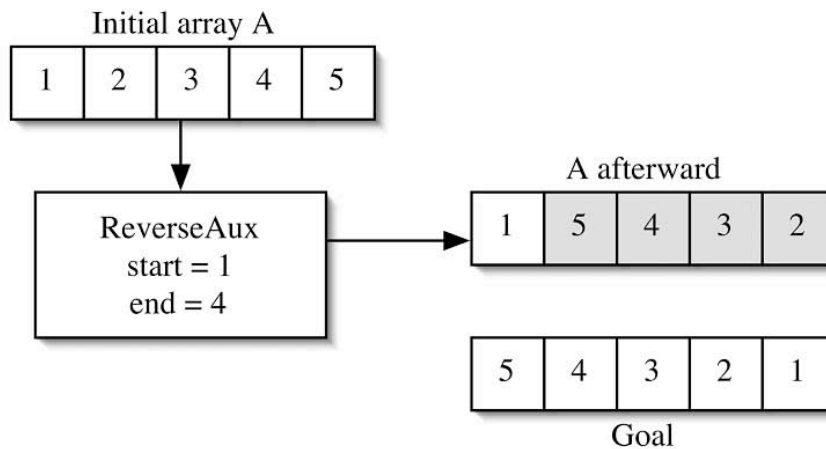 Initial array A
1 2 3 4 5
ReverseAux
start = 1
end = 4
A afterward
1 5 4 3 2
5 4 3 2 1
Goal